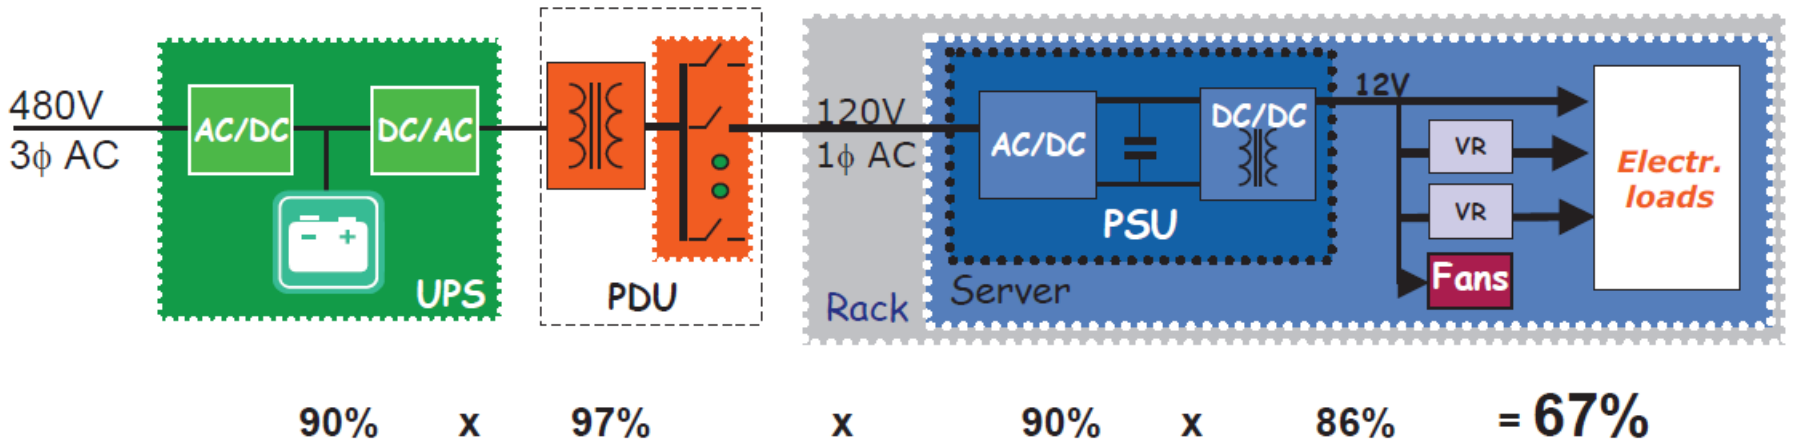 480V
3ϕ AC
AC/DC
DC/AC
UPS
PDU
120V
1ϕ AC
Rack
AC/DC
DC/DC
PSU
Server
12V
VR
VR
Fans
Electr.
loads
90% x 97% x 90% x 86% = 67%